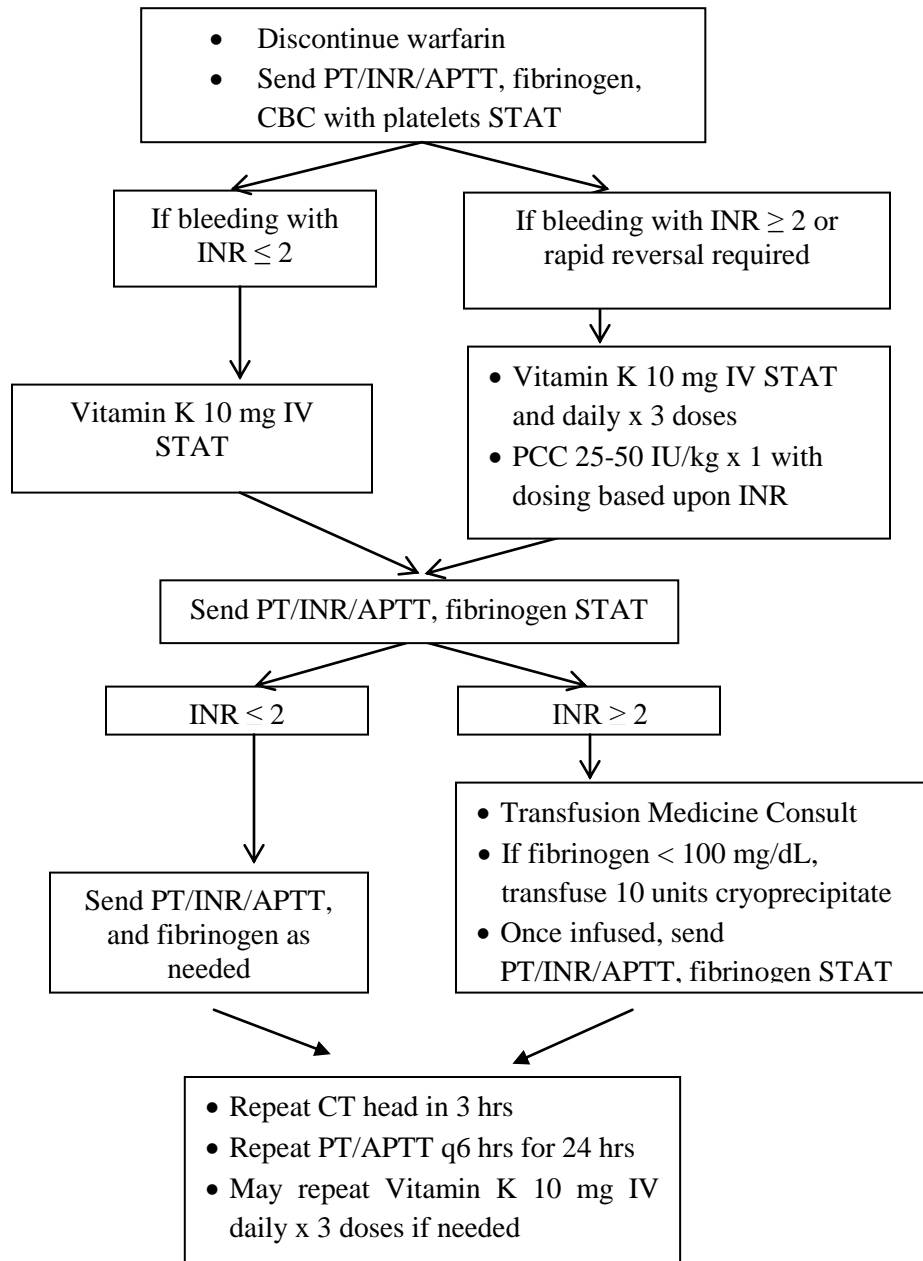 • Discontinue warfarin
• Send PT/INR/APTT, fibrinogen,
CBC with platelets STAT
If bleeding with
INR ≤ 2
If bleeding with INR ≥ 2 or
rapid reversal required
Vitamin K 10 mg IV
STAT
• Vitamin K 10 mg IV STAT
and daily x 3 doses
• PCC 25-50 IU/kg x 1 with
dosing based upon INR
Send PT/INR/APTT, fibrinogen STAT
INR ≤ 2
INR > 2
Send PT/INR/APTT,
and fibrinogen as
needed
• Transfusion Medicine Consult
• If fibrinogen < 100 mg/dL,
transfuse 10 units cryoprecipitate
• Once infused, send
PT/INR/APTT, fibrinogen STAT
• Repeat CT head in 3 hrs
• Repeat PT/APTT q6 hrs for 24 hrs
• May repeat Vitamin K 10 mg IV
daily x 3 doses if needed